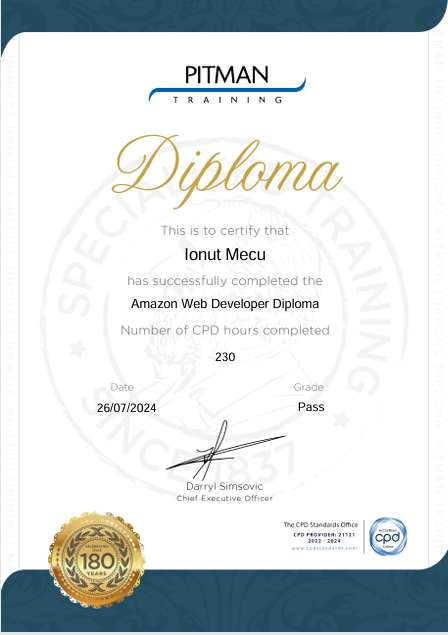 PITMAN
TRAINING
Diploma
This is to certify that
Ionut Mecu
has successfully completed the
Amazon Web Developer Diploma
Number of CPD hours completed
230
Date
Grade
26/07/2024
Pass
Darryl Simsovic
Chief Executive Officer
The CPD Standards Office
CPD PROVIDER: 21121
2022 - 2024
www.cpdstandards.com
Accredited
cpd
CELEBRATING
OVER
180
YEARS
SPECIALIST TRAINING
SINCE 1837